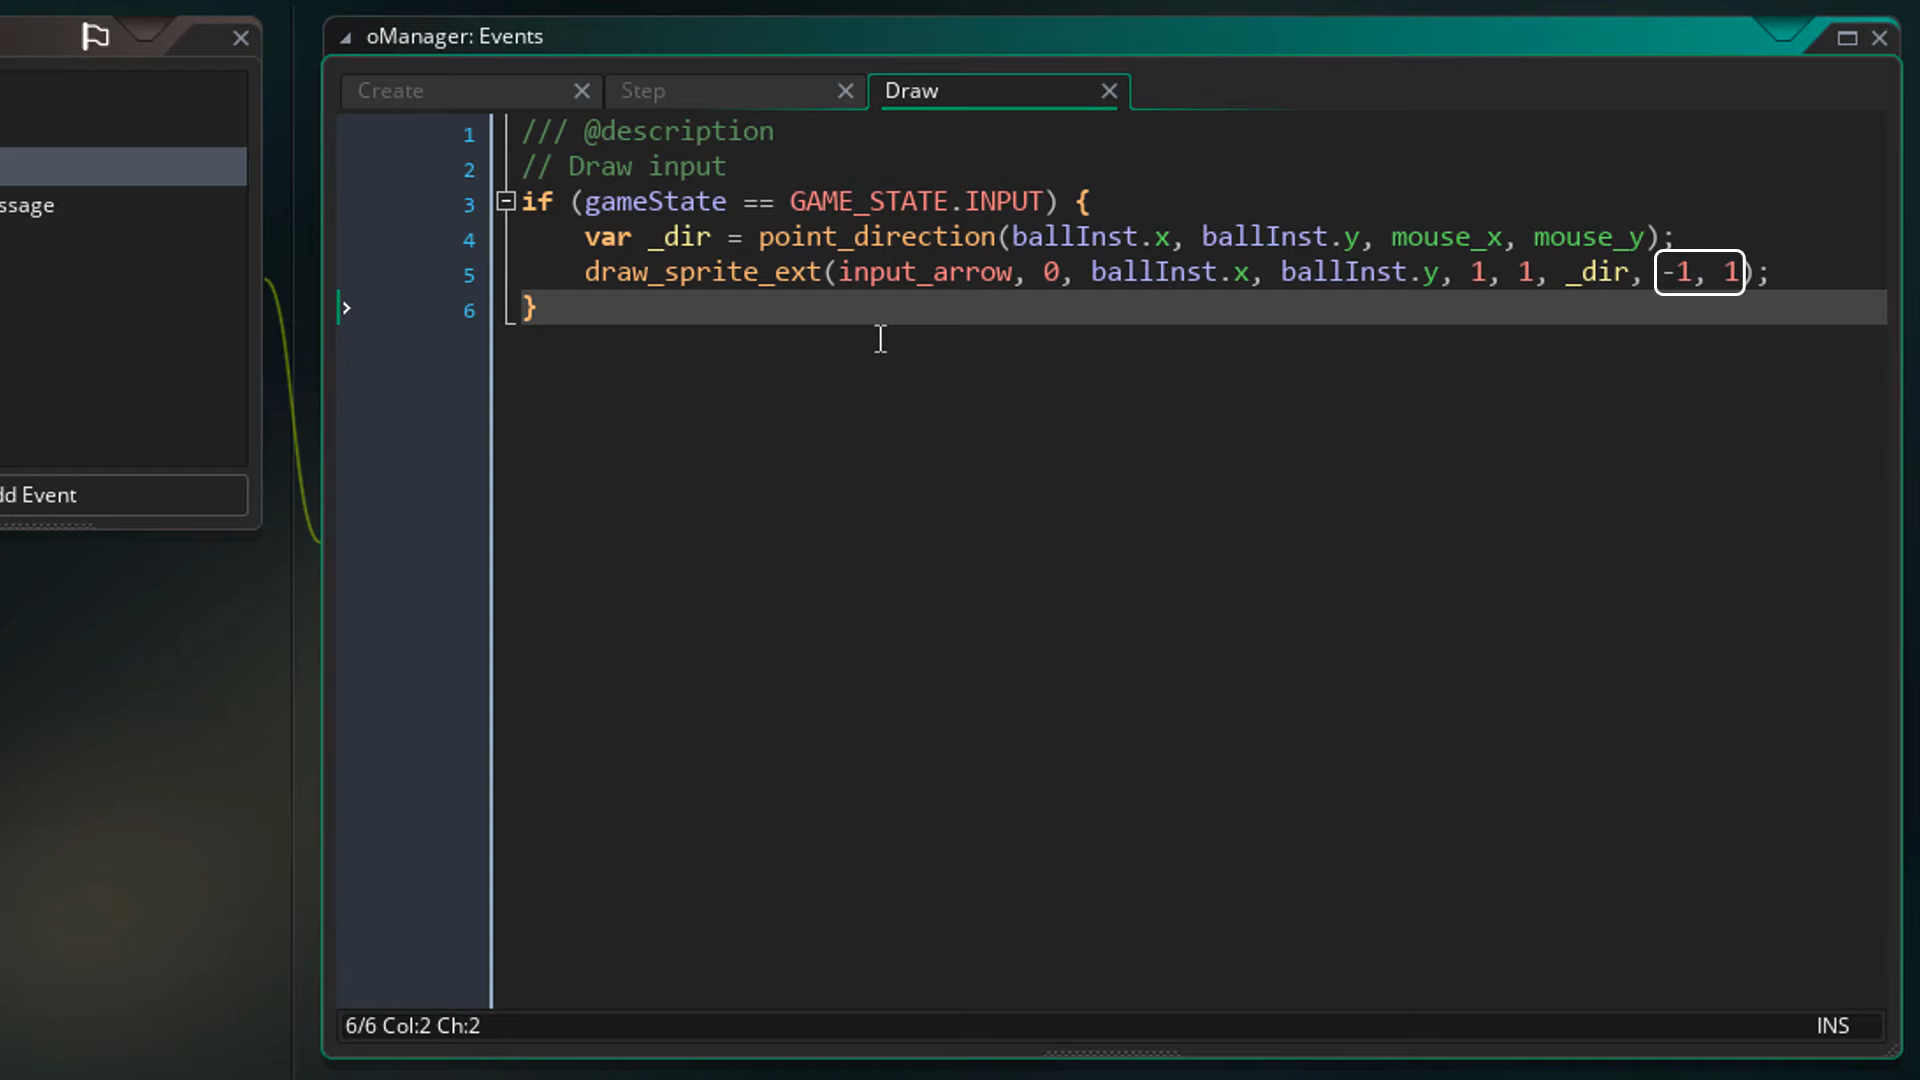 oManager: Events
Create
Step
Draw
ssage
dd Event
1 /// @description
2 // Draw input
3 if (gameState == GAME_STATE.INPUT) {
4 var _dir = point_direction(ballInst.x, ballInst.y, mouse_x, mouse_y);
5 draw_sprite_ext(input_arrow, 0, ballInst.x, ballInst.y, 1, 1, _dir, -1, 1);
6 }
6/6 Col:2 Ch:2
INS